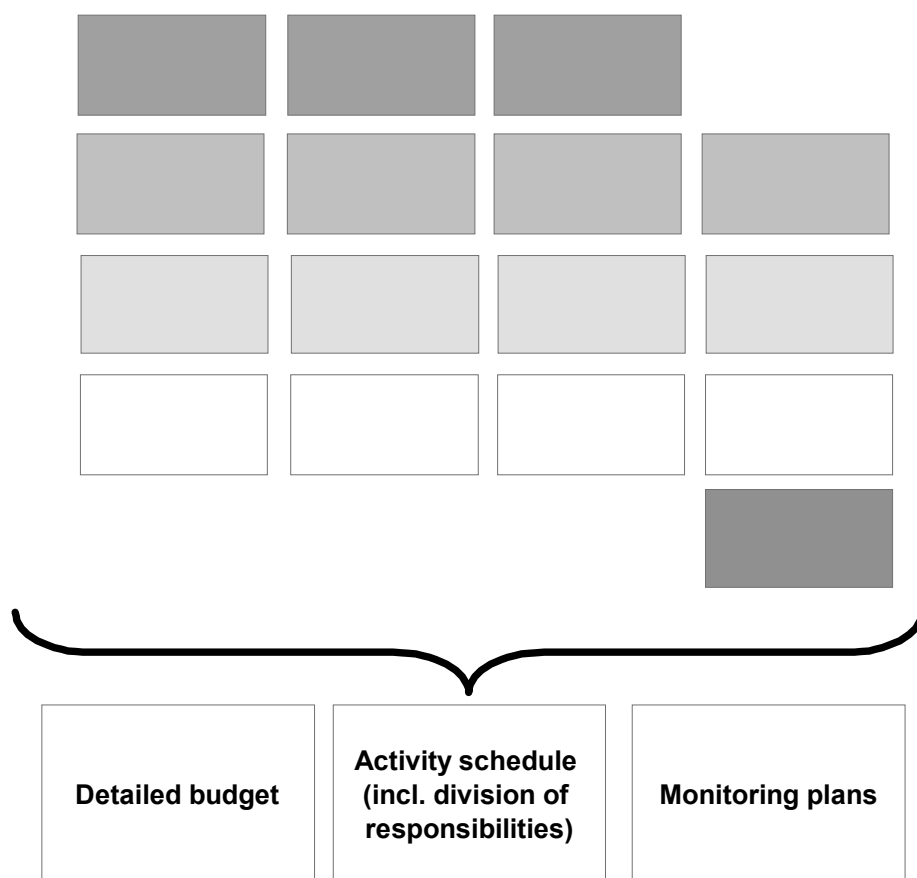 Detailed budget
Activity schedule
(incl. division of
responsibilities)
Monitoring plans